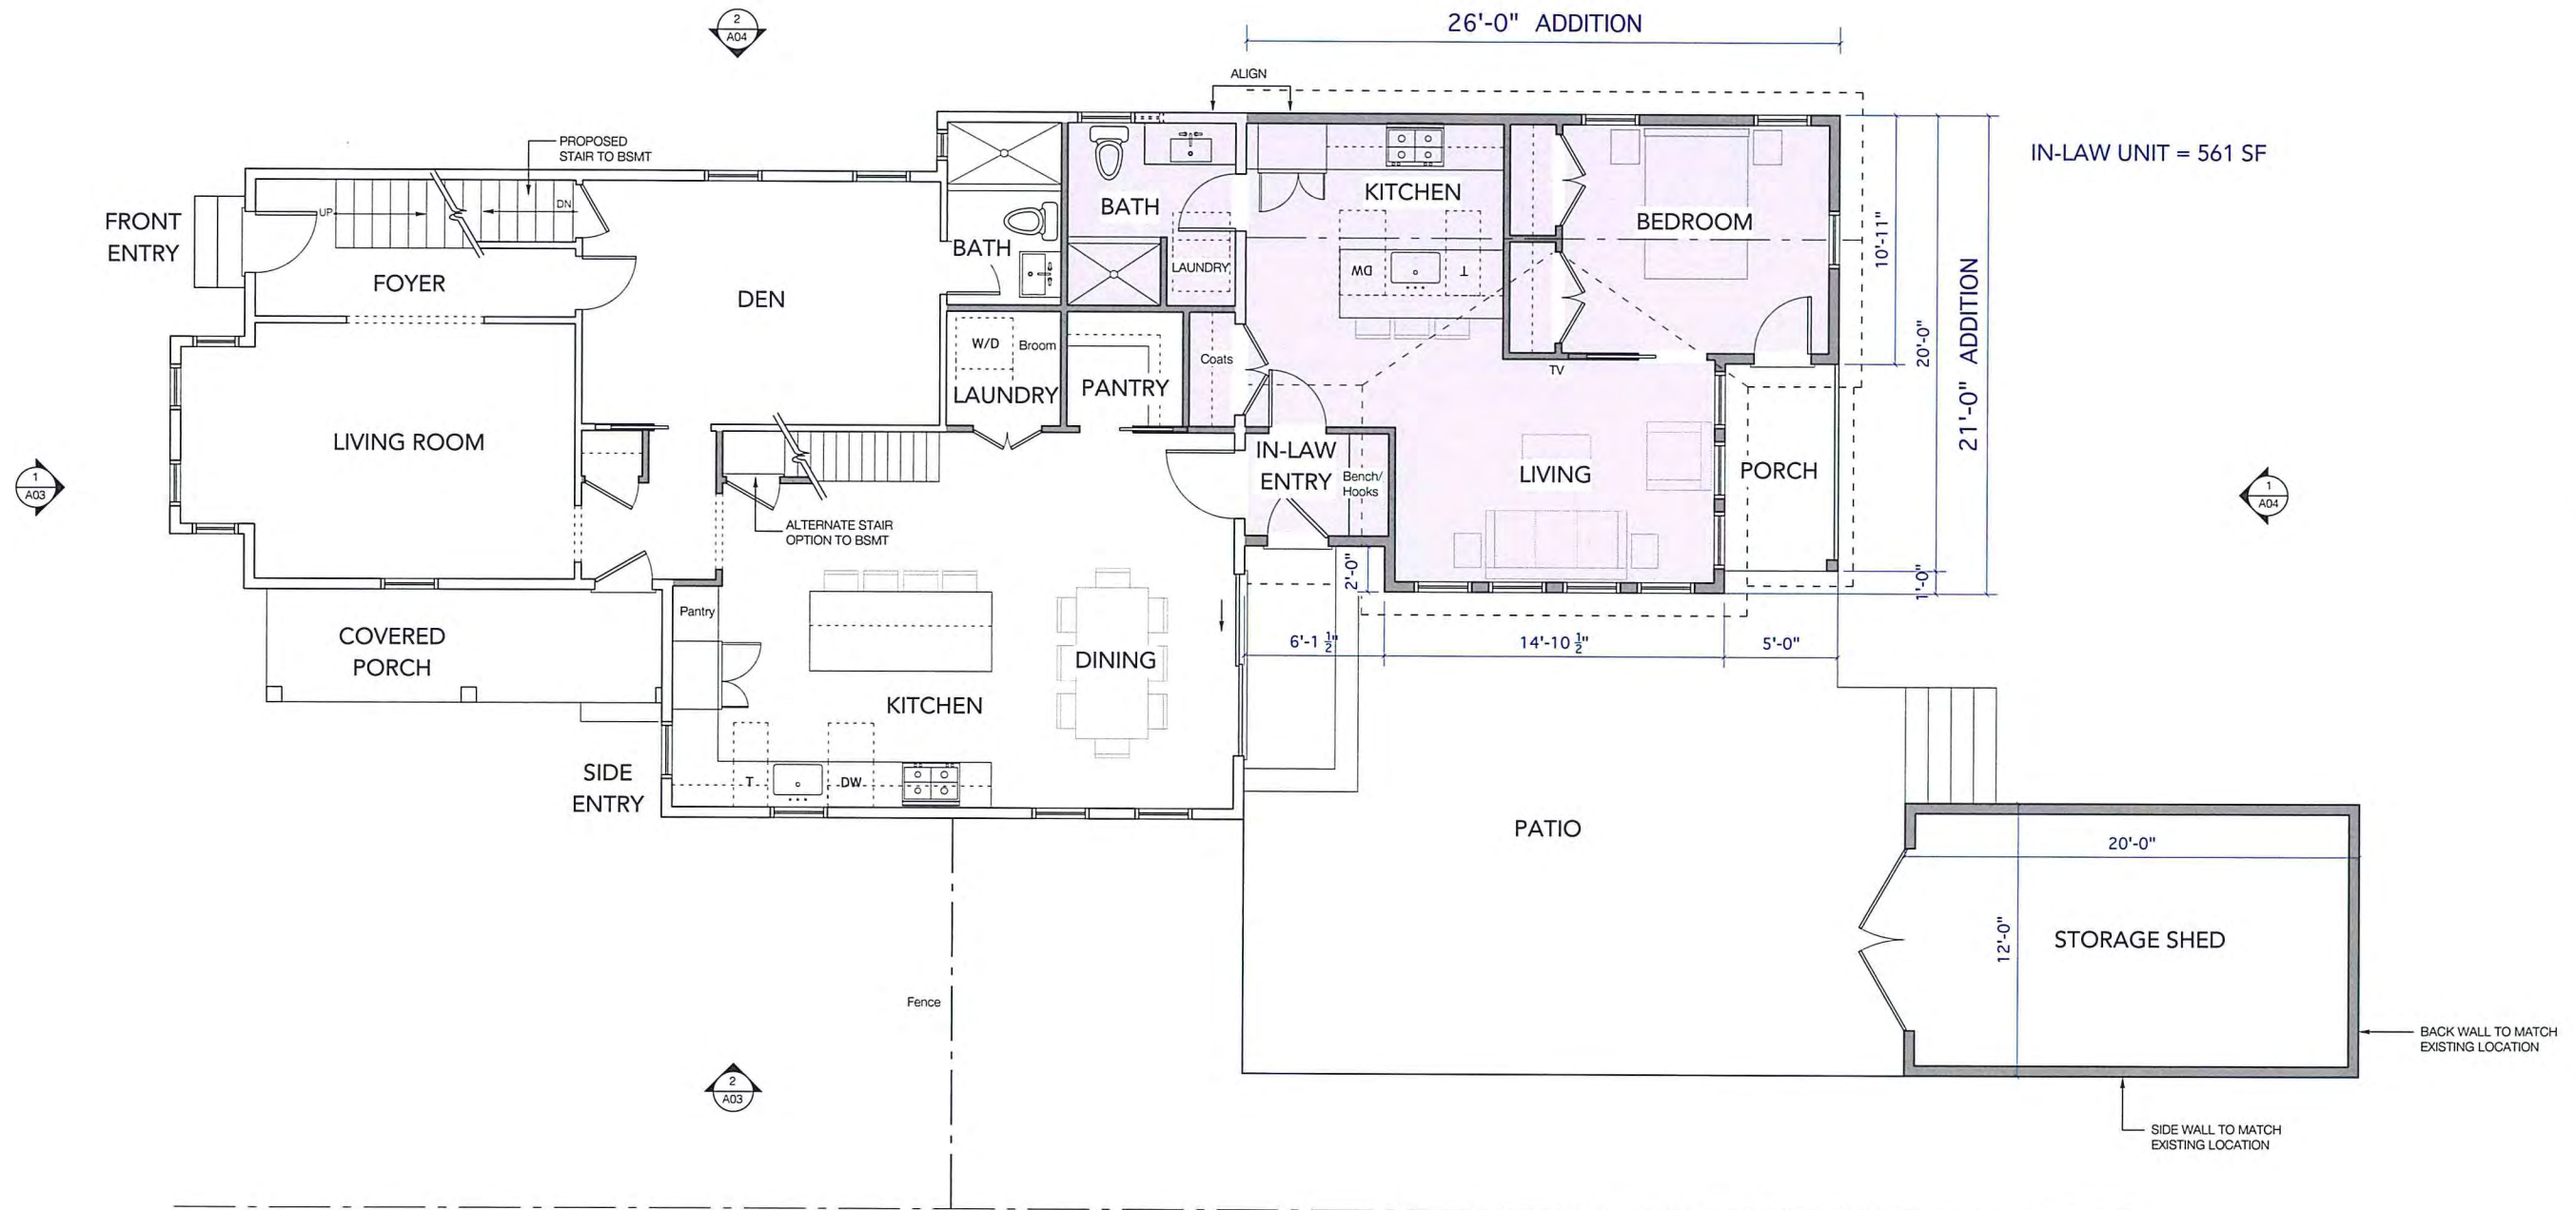 26'-0" ADDITION
2
A04
ALIGN
PROPOSED
STAIR TO BSMT
IN-LAW UNIT = 561 SF
FRONT
ENTRY
UP
DN
FOYER
DEN
BATH
BATH
LAUNDRY
KITCHEN
DW
T
BEDROOM
10'-11"
20'-0"
21'-0" ADDITION
1'-0"
W/D
Broom
LAUNDRY
PANTRY
Coats
TV
LIVING ROOM
1
A03
IN-LAW
ENTRY
Bench/
Hooks
LIVING
PORCH
1
A04
ALTERNATE STAIR
OPTION TO BSMT
2'-0"
Pantry
COVERED
PORCH
DINING
6'-1 1/2"
14'-10 1/2"
5'-0"
KITCHEN
SIDE
ENTRY
T
DW
PATIO
20'-0"
12'-0"
STORAGE SHED
Fence
BACK WALL TO MATCH
EXISTING LOCATION
2
A03
SIDE WALL TO MATCH
EXISTING LOCATION